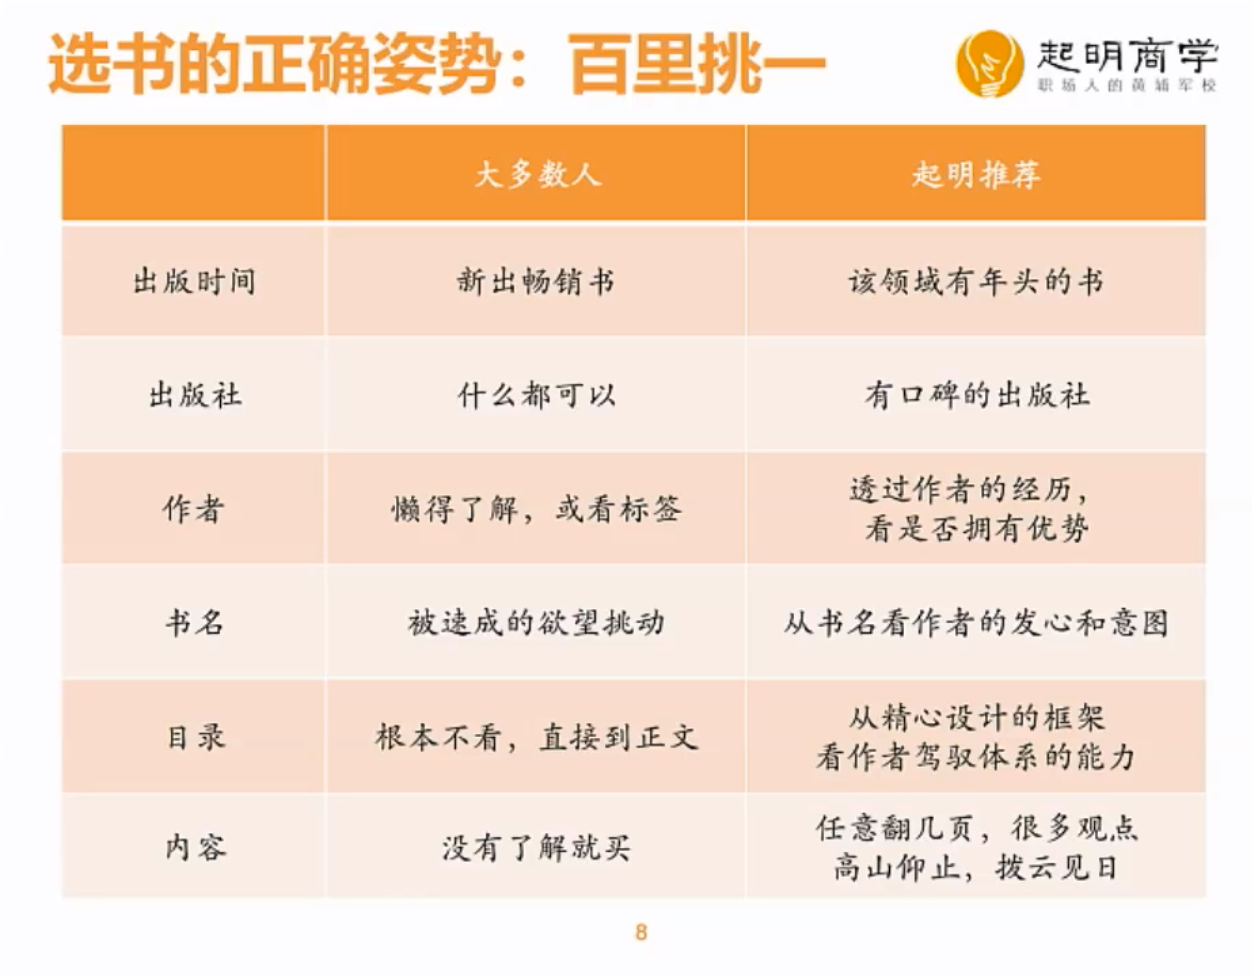 选书的正确姿势：百里挑一
起明商学
职场人的黄埔军校
大多数人
起明推荐
出版时间
新出畅销书
该领域有年头的书
出版社
什么都可以
有口碑的出版社
作者
懒得了解，或看标签
透过作者的经历，
看是否拥有优势
书名
被速成的欲望挑动
从书名看作者的发心和意图
目录
根本不看，直接到正文
从精心设计的框架
看作者驾驭体系的能力
内容
没有了解就买
任意翻几页，很多观点
高山仰止，拨云见日
8